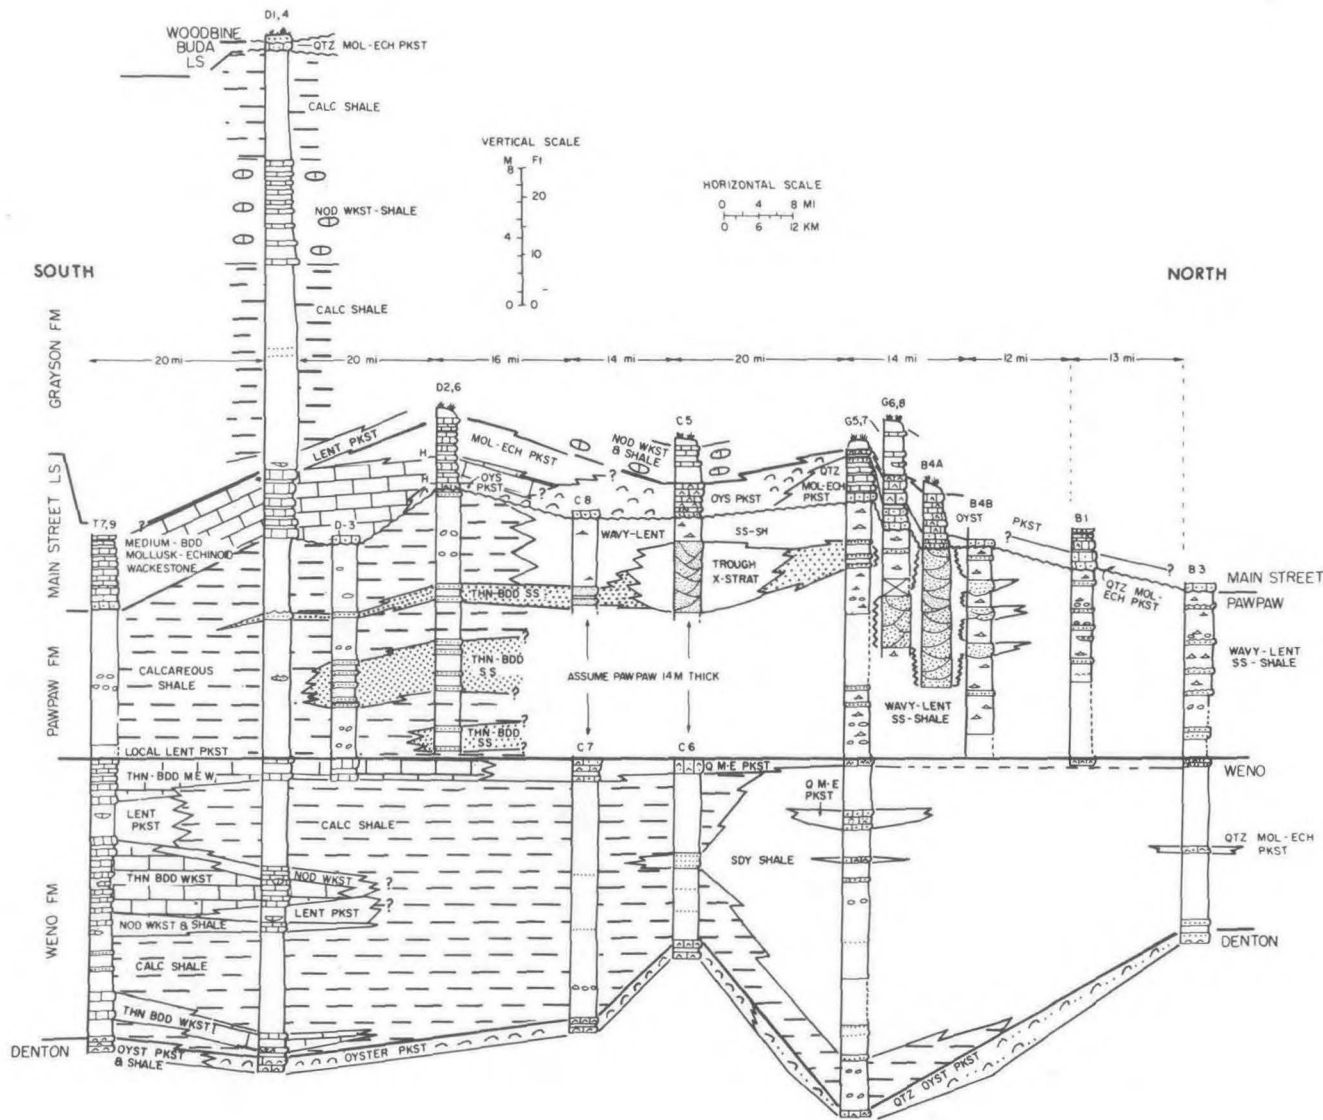 D1,4
WOODBINE
BUDA
LS
QTZ MOL-ECH PKST
CALC SHALE
VERTICAL SCALE
M Ft
8
20
4
10
0 0
HORIZONTAL SCALE
0 4 8 MI
0 6 12 KM
NOD WKST-SHALE
SOUTH
NORTH
CALC SHALE
GRAYSON FM
20 mi
20 mi
16 mi
14 mi
20 mi
14 mi
12 mi
13 mi
D2,6
C 5
G5,7
G6,8
B4A
LENT PKST
MOL-ECH PKST
NOD WKST
& SHALE
H
H
OYS
PKST
?
?
OYS PKST
QTZ
MOL-ECH
PKST
MAIN STREET LS
T7,9
?
D-3
C 8
B4B
OYST
PKST
?
B1
?
B 3
MEDIUM-BDD
MOLLUSK-ECHINOID
WACKESTONE
WAVY-LENT
SS-SH
TROUGH
X-STRAT
THN-BDD SS
QTZ MOL-
ECH PKST
MAIN STREET
PAWPAW
PAWPAW FM
CALCAREOUS
SHALE
THN-BDD
SS
?
?
THN-BDD
SS
?
?
ASSUME PAWPAW 14M THICK
WAVY-LENT
SS-SHALE
WAVY-LENT
SS-SHALE
LOCAL LENT PKST
THN-BDD M E W
C 7
C 6
Q M-E PKST
WENO
LENT
PKST
CALC SHALE
Q M-E
PKST
SDY SHALE
QTZ MOL-ECH
PKST
WENO FM
THN BDD WKST
NOD WKST
?
?
LENT PKST
NOD WKST & SHALE
CALC SHALE
DENTON
THN BDD WKST
DENTON
OYST PKST
& SHALE
OYSTER PKST
QTZ OYST PKST